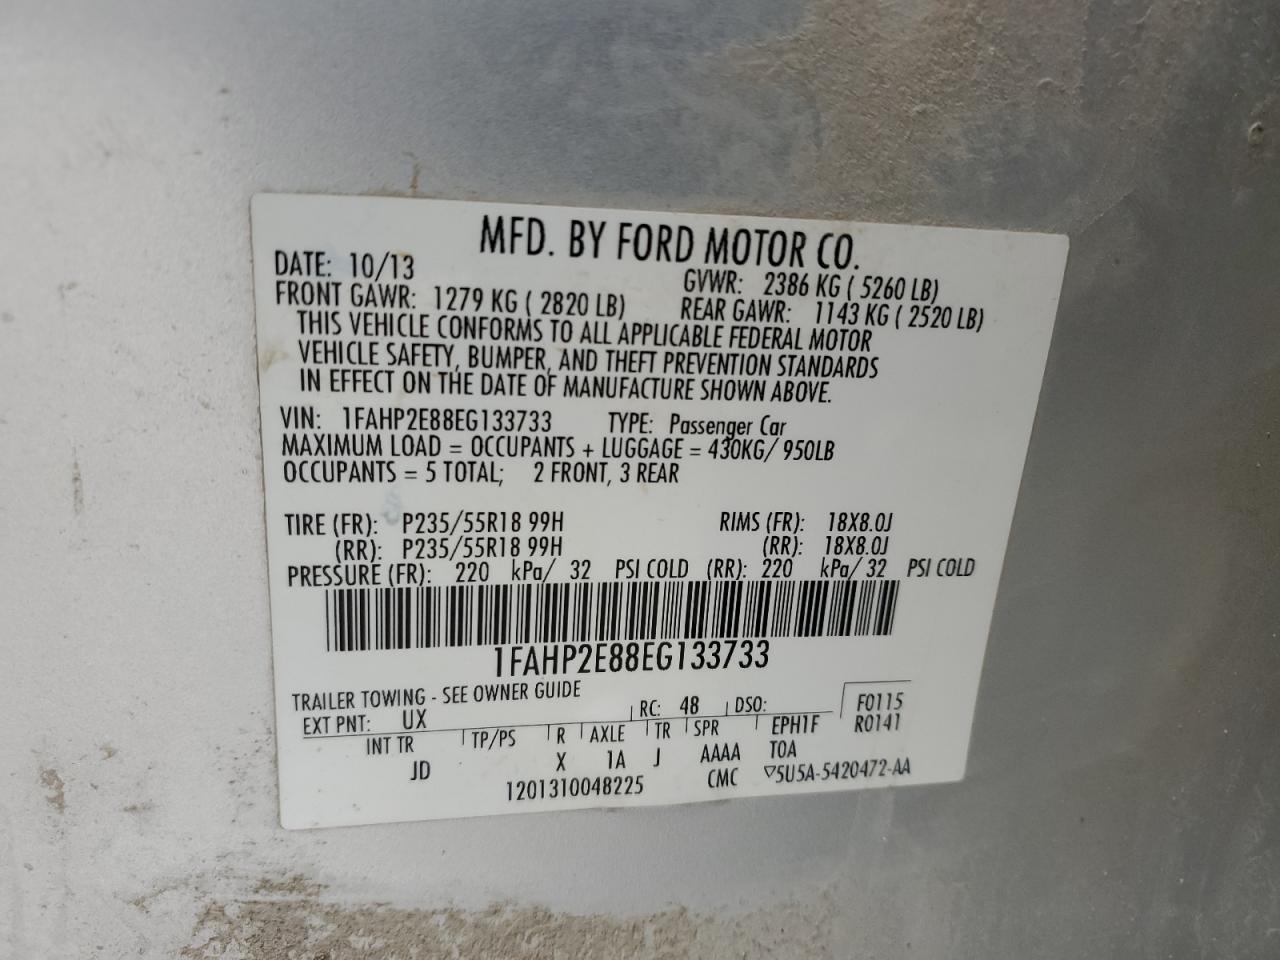 MFD. BY FORD MOTOR CO.
DATE: 10/13 GVWR: 2386 KG ( 5260 LB)
FRONT GAWR: 1279 KG ( 2820 LB) REAR GAWR: 1143 KG ( 2520 LB)
THIS VEHICLE CONFORMS TO ALL APPLICABLE FEDERAL MOTOR
VEHICLE SAFETY, BUMPER, AND THEFT PREVENTION STANDARDS
IN EFFECT ON THE DATE OF MANUFACTURE SHOWN ABOVE.
VIN: 1FAHP2E88EG133733 TYPE: Passenger Car
MAXIMUM LOAD = OCCUPANTS + LUGGAGE = 430KG/ 950LB
OCCUPANTS = 5 TOTAL; 2 FRONT, 3 REAR
TIRE (FR): P235/55R18 99H RIMS (FR): 18X8.0J
(RR): P235/55R18 99H (RR): 18X8.0J
PRESSURE (FR): 220 kPa/ 32 PSI COLD (RR): 220 kPa/ 32 PSI COLD
1FAHP2E88EG133733
TRAILER TOWING - SEE OWNER GUIDE
EXT PNT: UX RC: 48 DSO: F0115
INT TR TP/PS R AXLE TR SPR EPH1F R0141
JD X 1A J AAAA TOA
1201310048225 CMC ▽5U5A-5420472-AA